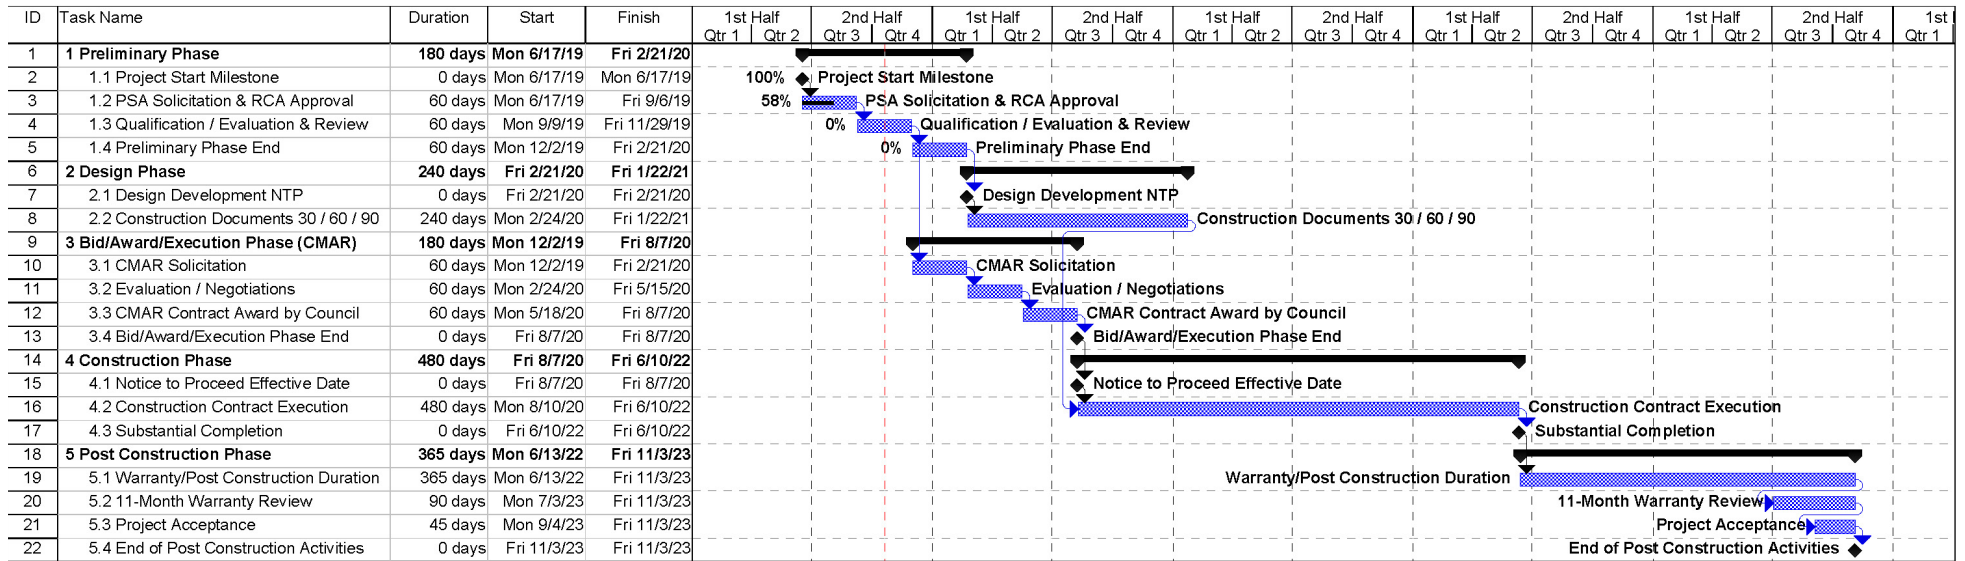 ID Task Name Duration Start Finish 1st Half 2nd Half 1st Half 2nd Half 1st Half 2nd Half 1st Half 2nd Half 1st Half 2nd Half 1st
Qtr 1 Qtr 2 Qtr 3 Qtr 4 Qtr 1 Qtr 2 Qtr 3 Qtr 4 Qtr 1 Qtr 2 Qtr 3 Qtr 4 Qtr 1 Qtr 2 Qtr 3 Qtr 4 Qtr 1 Qtr 2 Qtr 3 Qtr 4 Qtr 1
1 1 Preliminary Phase 180 days Mon 6/17/19 Fri 2/21/20
2 1.1 Project Start Milestone 0 days Mon 6/17/19 Mon 6/17/19 100% Project Start Milestone
3 1.2 PSA Solicitation & RCA Approval 60 days Mon 6/17/19 Fri 9/6/19 58% PSA Solicitation & RCA Approval
4 1.3 Qualification / Evaluation & Review 60 days Mon 9/9/19 Fri 11/29/19 0% Qualification / Evaluation & Review
5 1.4 Preliminary Phase End 60 days Mon 12/2/19 Fri 2/21/20 0% Preliminary Phase End
6 2 Design Phase 240 days Fri 2/21/20 Fri 1/22/21
7 2.1 Design Development NTP 0 days Fri 2/21/20 Fri 2/21/20 Design Development NTP
8 2.2 Construction Documents 30 / 60 / 90 240 days Mon 2/24/20 Fri 1/22/21 Construction Documents 30 / 60 / 90
9 3 Bid/Award/Execution Phase (CMAR) 180 days Mon 12/2/19 Fri 8/7/20
10 3.1 CMAR Solicitation 60 days Mon 12/2/19 Fri 2/21/20 CMAR Solicitation
11 3.2 Evaluation / Negotiations 60 days Mon 2/24/20 Fri 5/15/20 Evaluation / Negotiations
12 3.3 CMAR Contract Award by Council 60 days Mon 5/18/20 Fri 8/7/20 CMAR Contract Award by Council
13 3.4 Bid/Award/Execution Phase End 0 days Fri 8/7/20 Fri 8/7/20 Bid/Award/Execution Phase End
14 4 Construction Phase 480 days Fri 8/7/20 Fri 6/10/22
15 4.1 Notice to Proceed Effective Date 0 days Fri 8/7/20 Fri 8/7/20 Notice to Proceed Effective Date
16 4.2 Construction Contract Execution 480 days Mon 8/10/20 Fri 6/10/22 Construction Contract Execution
17 4.3 Substantial Completion 0 days Fri 6/10/22 Fri 6/10/22 Substantial Completion
18 5 Post Construction Phase 365 days Mon 6/13/22 Fri 11/3/23
19 5.1 Warranty/Post Construction Duration 365 days Mon 6/13/22 Fri 11/3/23 Warranty/Post Construction Duration
20 5.2 11-Month Warranty Review 90 days Mon 7/3/23 Fri 11/3/23 11-Month Warranty Review
21 5.3 Project Acceptance 45 days Mon 9/4/23 Fri 11/3/23 Project Acceptance
22 5.4 End of Post Construction Activities 0 days Fri 11/3/23 Fri 11/3/23 End of Post Construction Activities